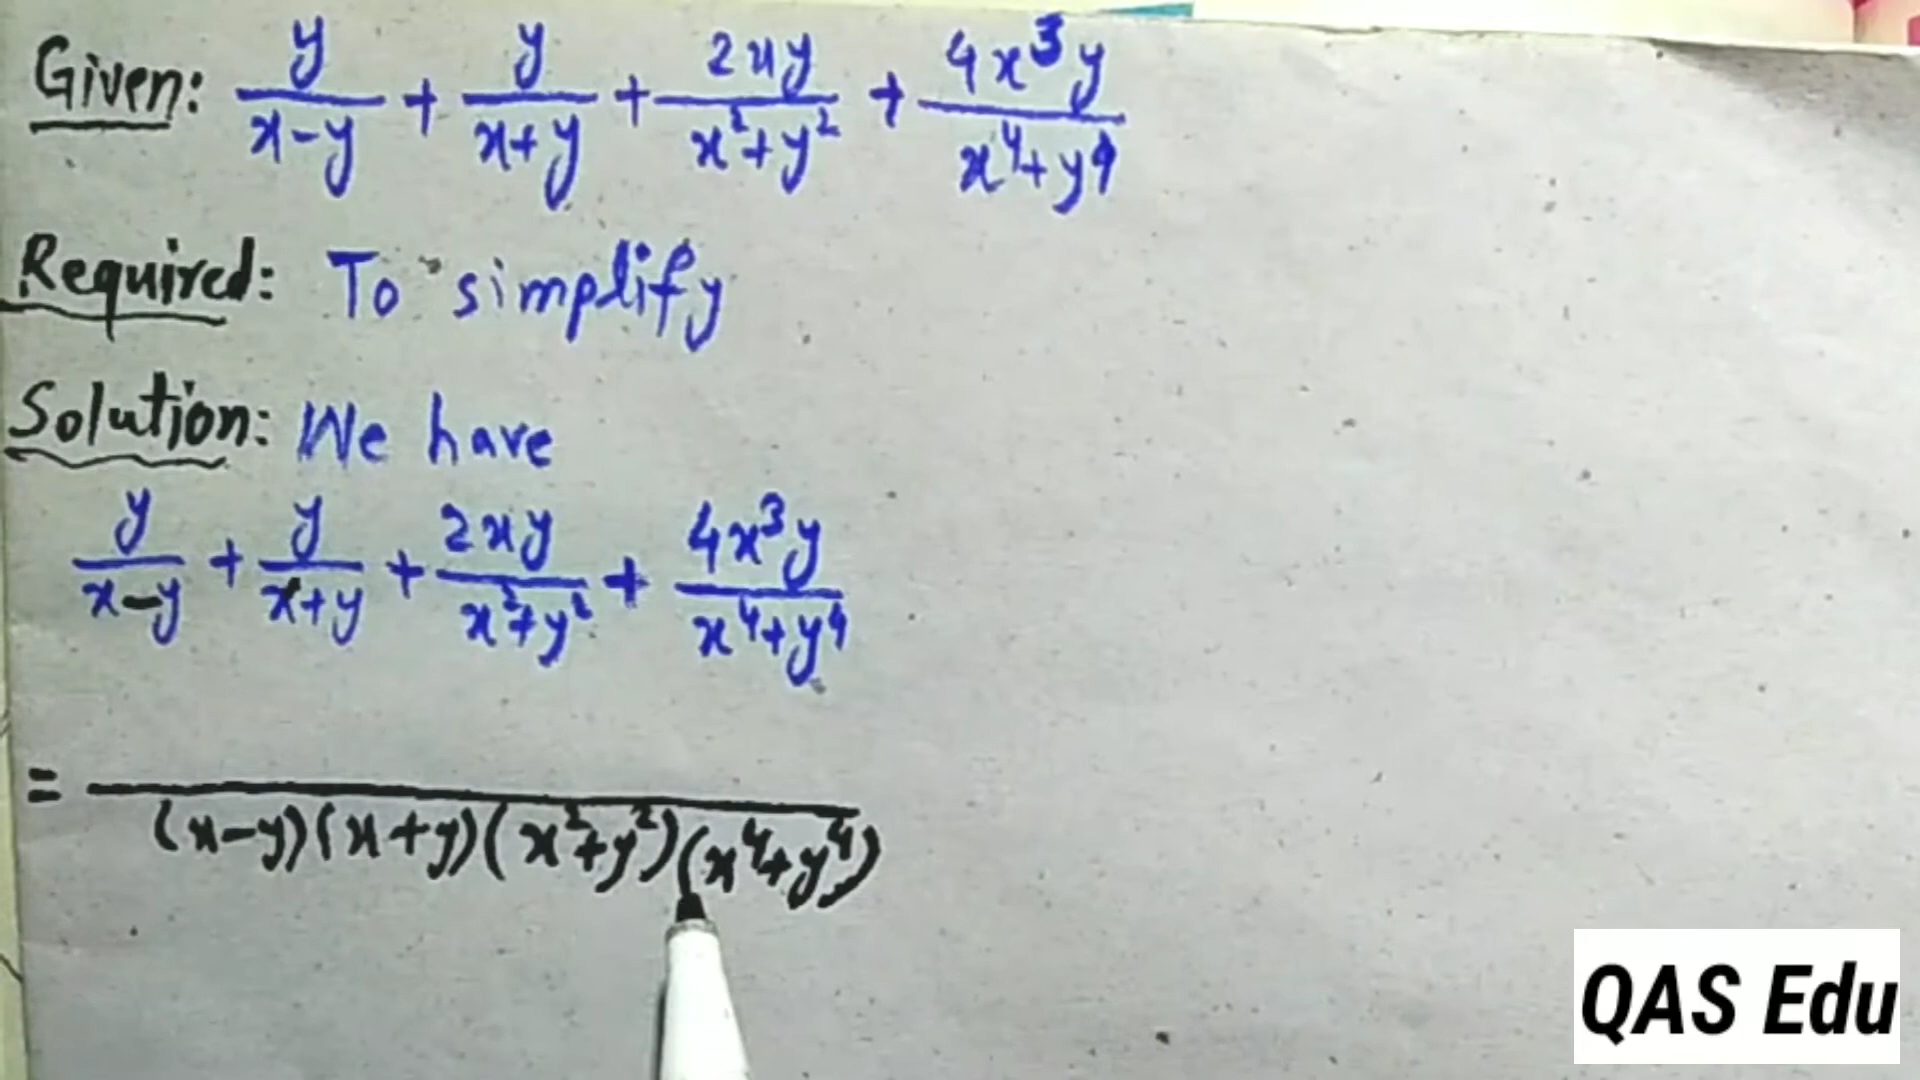 Given: y/(x-y) + y/(x+y) + 2xy/(x²+y²) + 4x³y/(x⁴+y⁴)
Required: To simplify
Solution: We have
y/(x-y) + y/(x+y) + 2xy/(x²+y²) + 4x³y/(x⁴+y⁴)
= /(x-y)(x+y)(x²+y²)(x⁴+y⁴)
QAS Edu